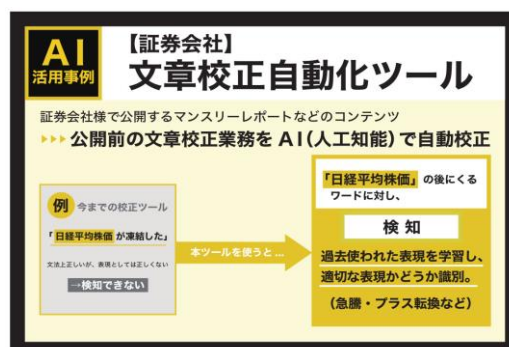 AI
活用事例
【証券会社】
文章校正自動化ツール
証券会社様で公開するマンスリーレポートなどのコンテンツ
▸▸▸ 公開前の文章校正業務を AI(人工知能)で自動校正
例 今までの校正ツール
「日経平均株価 が凍結した」
文法上正しいが、表現としては正しくない
→検知できない
本ツールを使うと...
「日経平均株価」の後にくる
ワードに対し、
検 知
過去使われた表現を学習し、
適切な表現かどうか識別。
(急騰・プラス転換など)